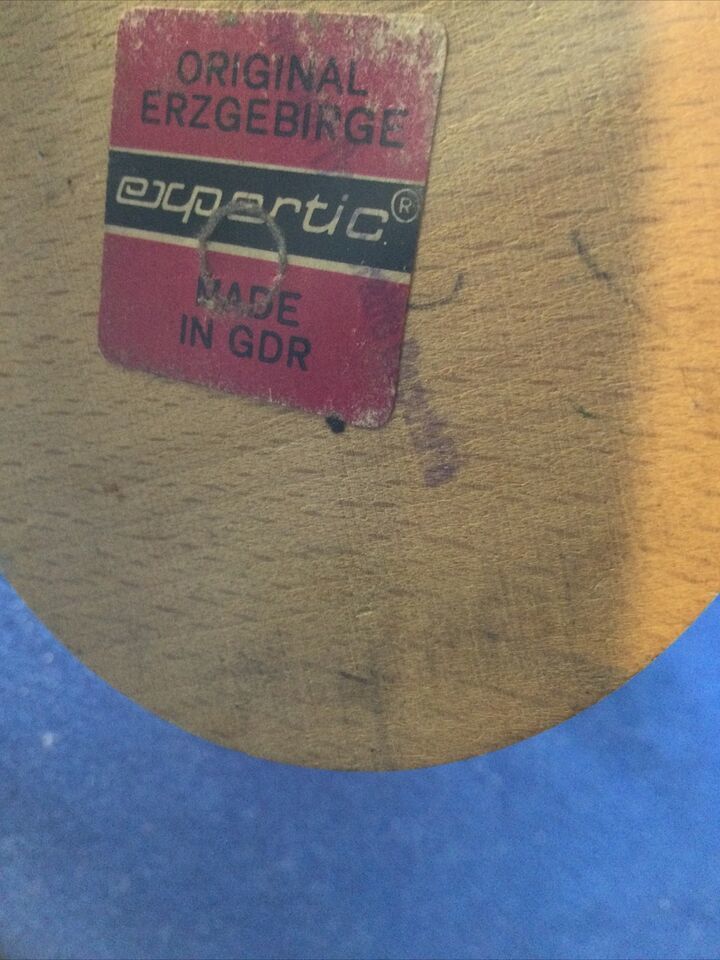 ORIGINAL
ERZGEBIRGE
expertic®
MADE
IN GDR